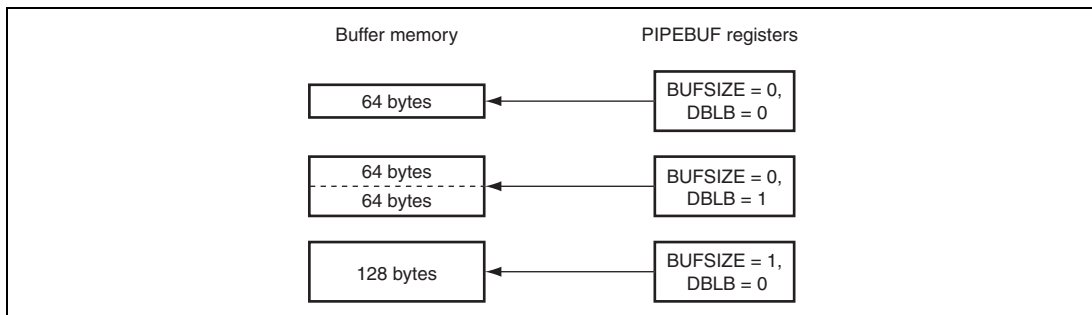 Buffer memory
PIPEBUF registers
64 bytes
BUFSIZE = 0,
DBLB = 0
64 bytes
64 bytes
BUFSIZE = 0,
DBLB = 1
128 bytes
BUFSIZE = 1,
DBLB = 0